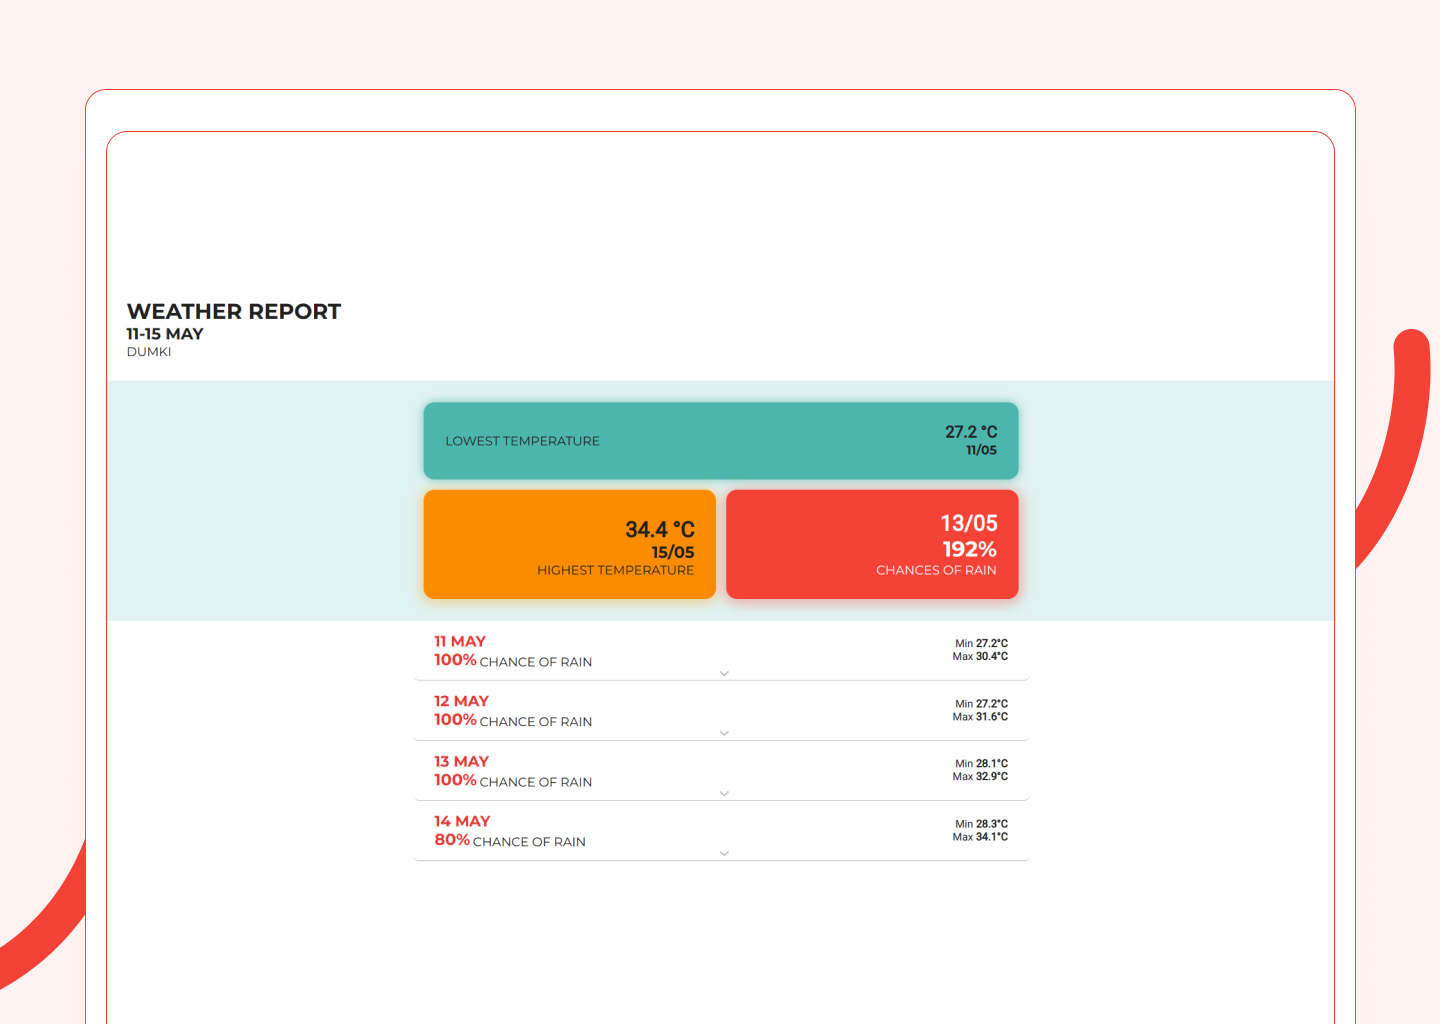 WEATHER REPORT
11-15 MAY
DUMKI
LOWEST TEMPERATURE
27.2 °C
11/05
34.4 °C
15/05
HIGHEST TEMPERATURE
13/05
192%
CHANCES OF RAIN
11 MAY
100% CHANCE OF RAIN
Min 27.2°C
Max 30.4°C
12 MAY
100% CHANCE OF RAIN
Min 27.2°C
Max 31.6°C
13 MAY
100% CHANCE OF RAIN
Min 28.1°C
Max 32.9°C
14 MAY
80% CHANCE OF RAIN
Min 28.3°C
Max 34.1°C